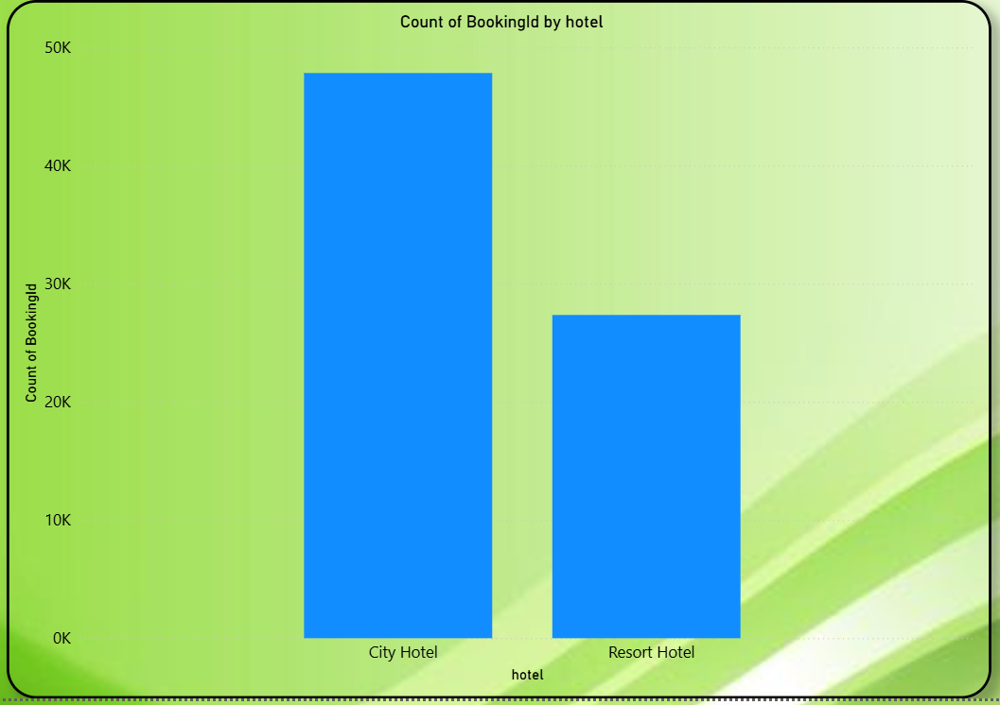 Count of BookingId by hotel
50K
40K
30K
20K
10K
0K
Count of BookingId
City Hotel
Resort Hotel
hotel